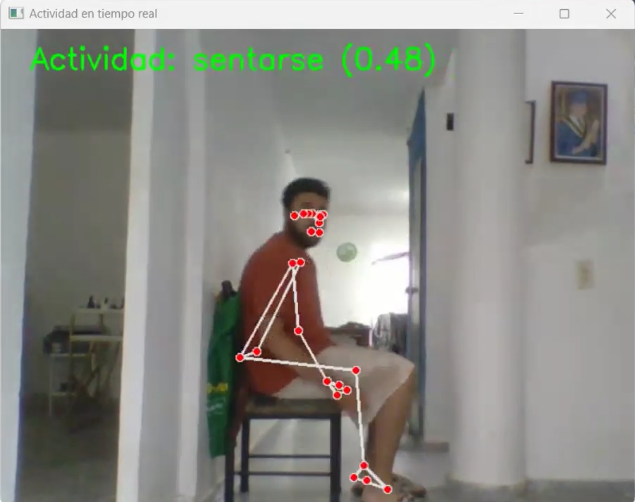 Actividad en tiempo real
Actividad: sentarse (0.48)